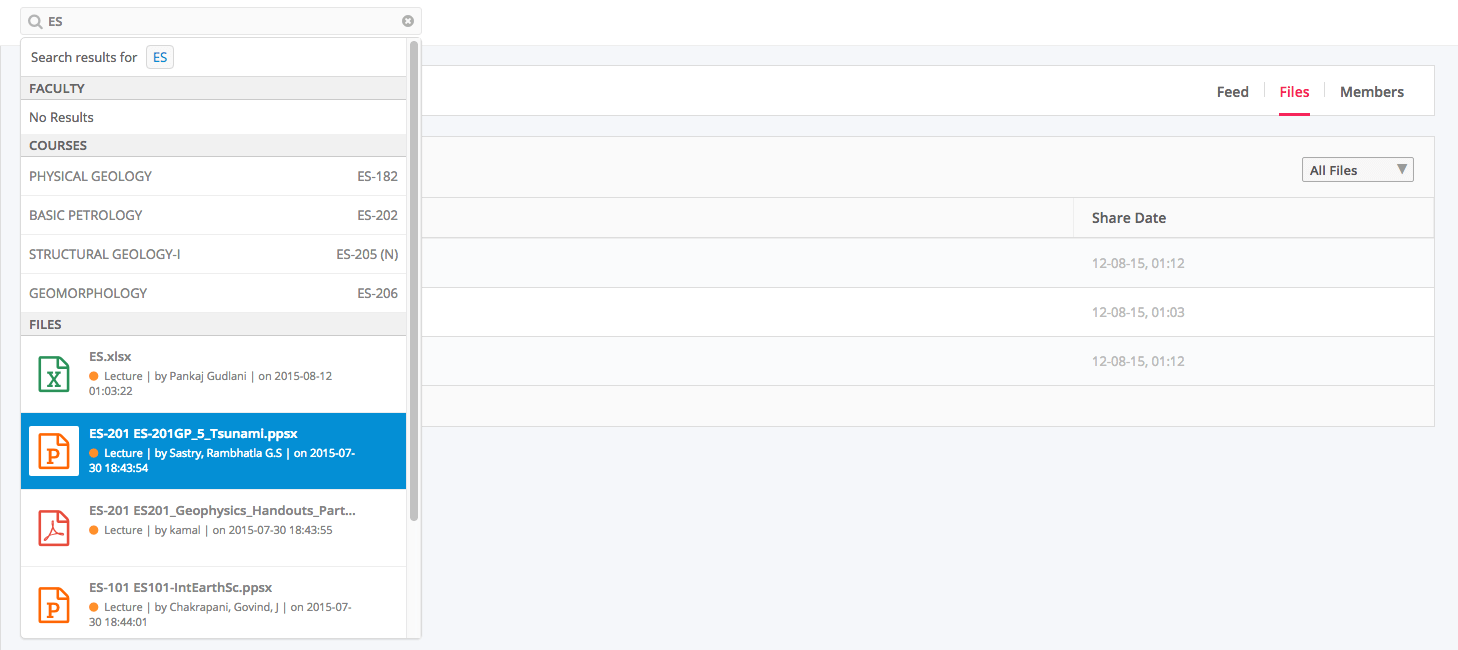 ES
Search results for ES
FACULTY
No Results
COURSES
PHYSICAL GEOLOGY ES-182
BASIC PETROLOGY ES-202
STRUCTURAL GEOLOGY-I ES-205 (N)
GEOMORPHOLOGY ES-206
FILES
X
ES.xlsx
Lecture | by Pankaj Gudlani | on 2015-08-12
01:03:22
P
ES-201 ES-201GP_5_Tsunami.ppsx
Lecture | by Sastry, Rambhatla G.S | on 2015-07-
30 18:43:54
ES-201 ES201_Geophysics_Handouts_Part...
Lecture | by kamal | on 2015-07-30 18:43:55
P
ES-101 ES101-IntEarthSc.ppsx
Lecture | by Chakrapani, Govind, J | on 2015-07-
30 18:44:01
Feed Files Members
All Files
Share Date
12-08-15, 01:12
12-08-15, 01:03
12-08-15, 01:12